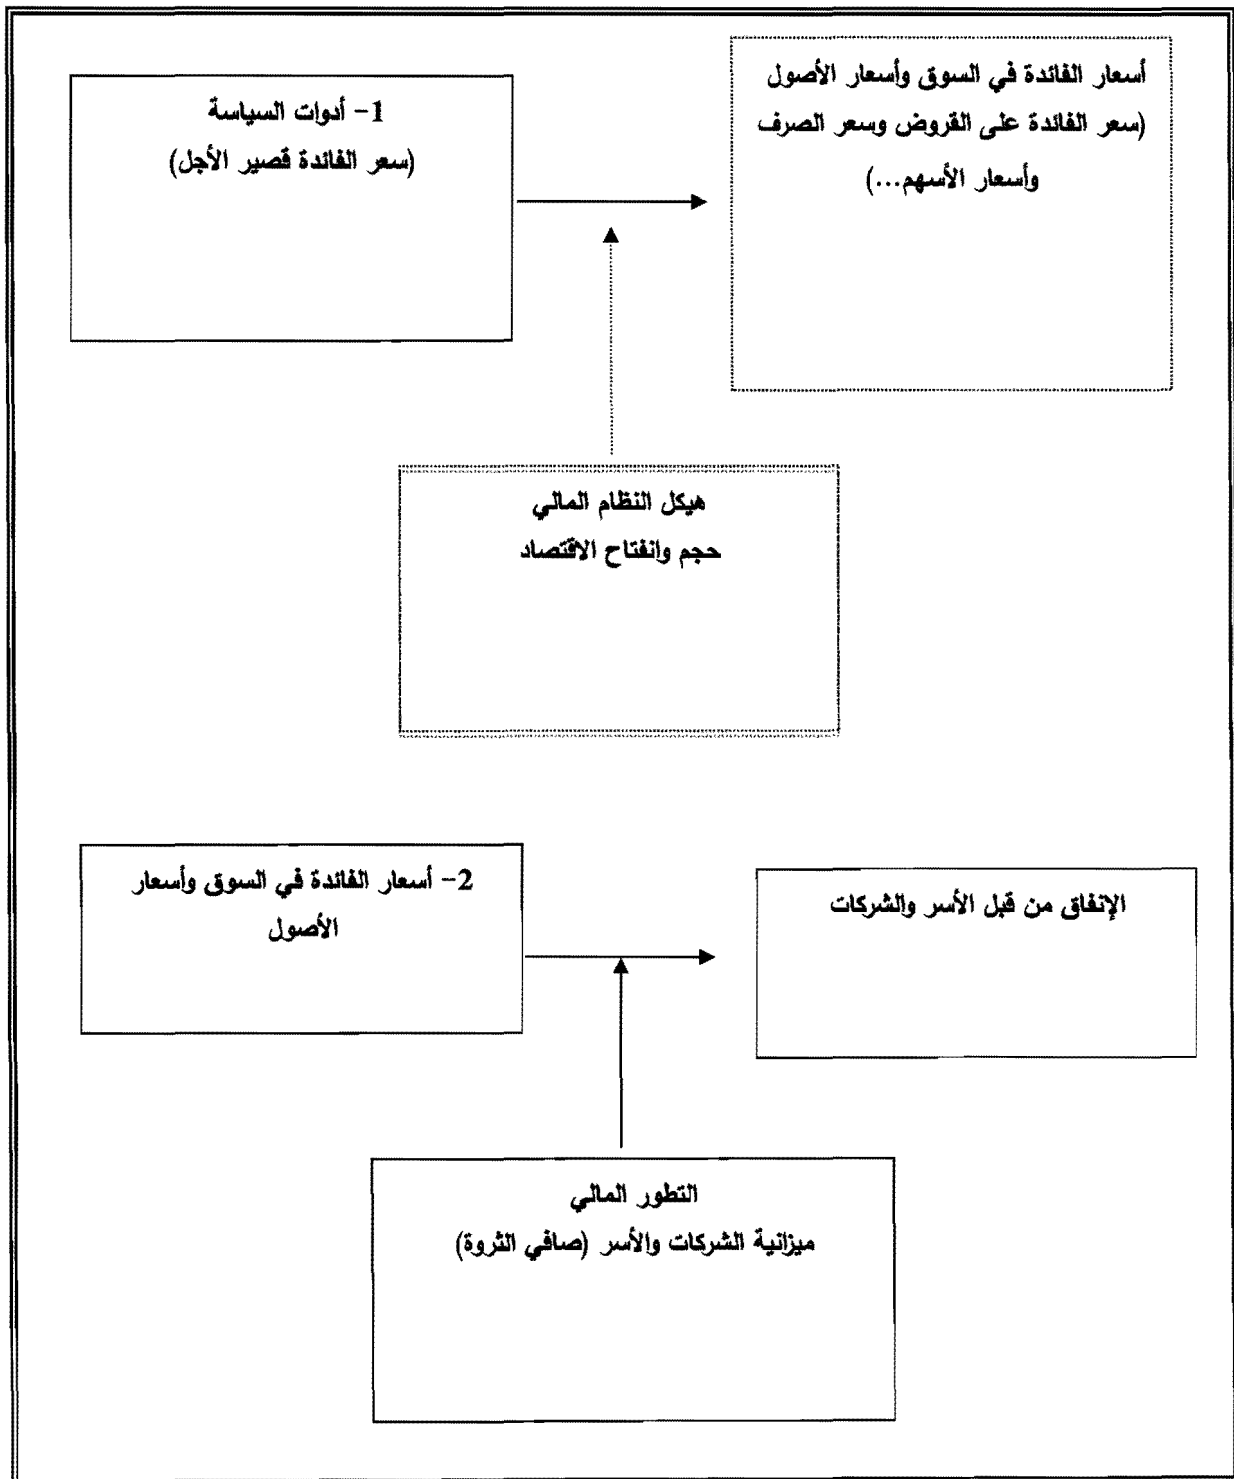 1- أدوات السياسة
(سعر الفائدة قصير الأجل)
أسعار الفائدة في السوق وأسعار الأصول
(سعر الفائدة على القروض وسعر الصرف
وأسعار الأسهم...)
هيكل النظام المالي
حجم وانفتاح الاقتصاد
2- أسعار الفائدة في السوق وأسعار
الأصول
الإنفاق من قبل الأسر والشركات
التطور المالي
ميزانية الشركات والأسر (صافي الثروة)